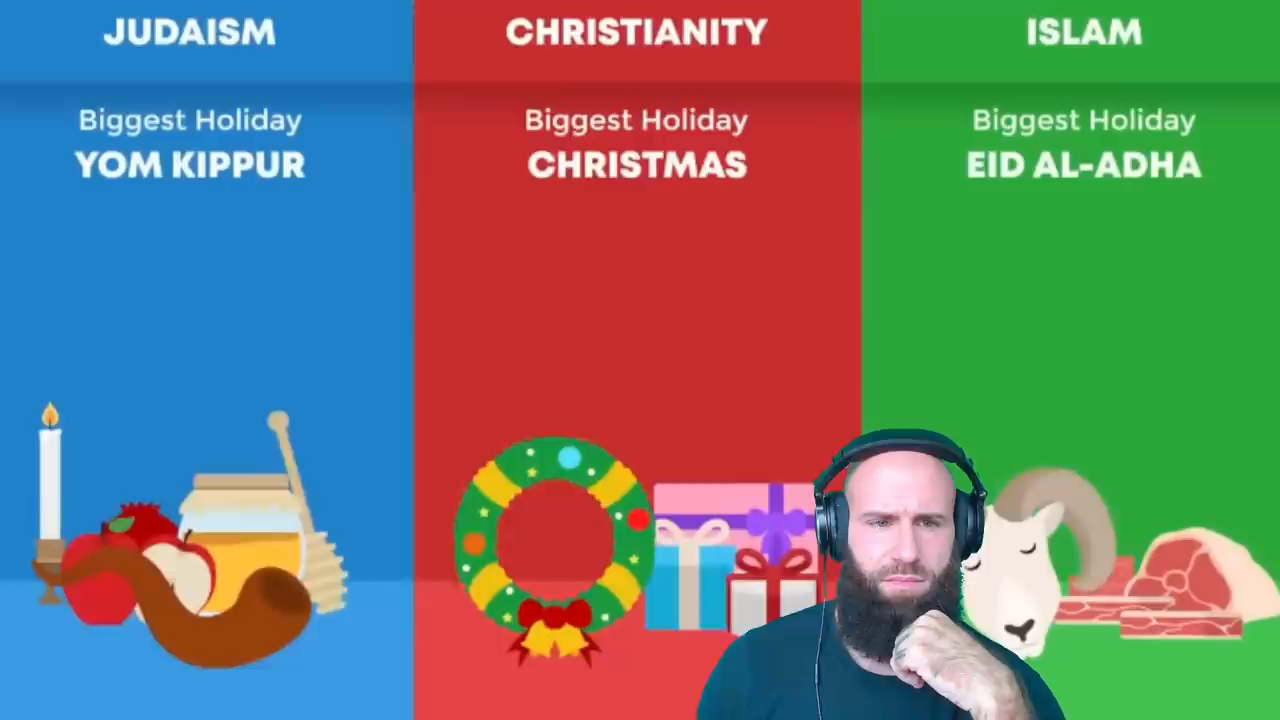 JUDAISM
Biggest Holiday
YOM KIPPUR
CHRISTIANITY
Biggest Holiday
CHRISTMAS
ISLAM
Biggest Holiday
EID AL-ADHA